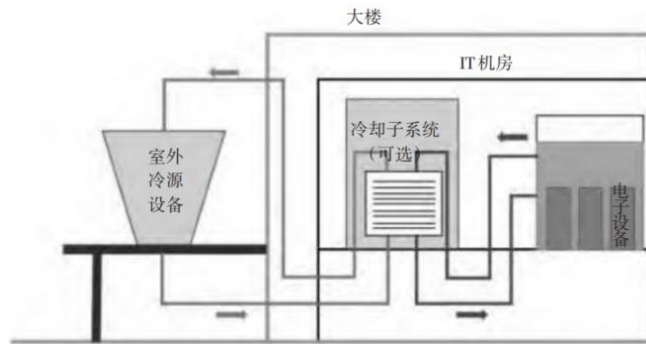 大楼
IT机房
冷却子系统
（可选）
室外
冷源
设备
电子设备